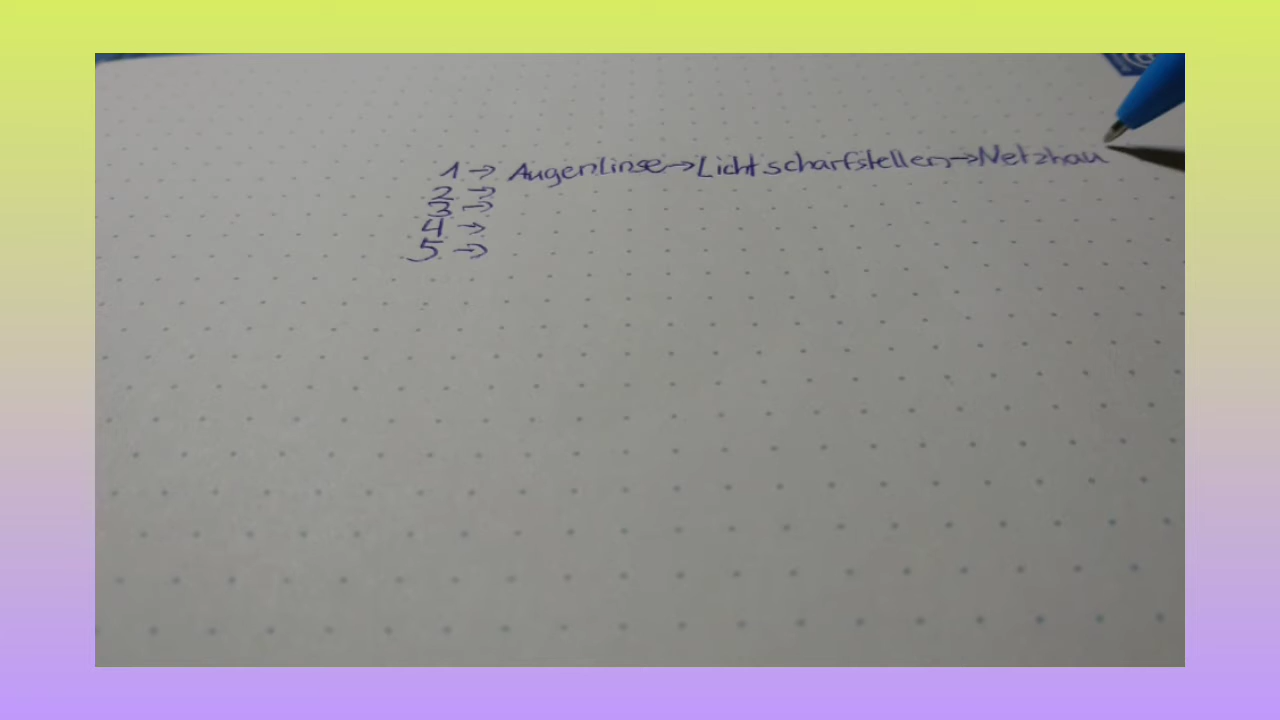 1 → Augenlinse → Licht scharfstellen → Netzhau
2 →
3 →
4 →
5 →